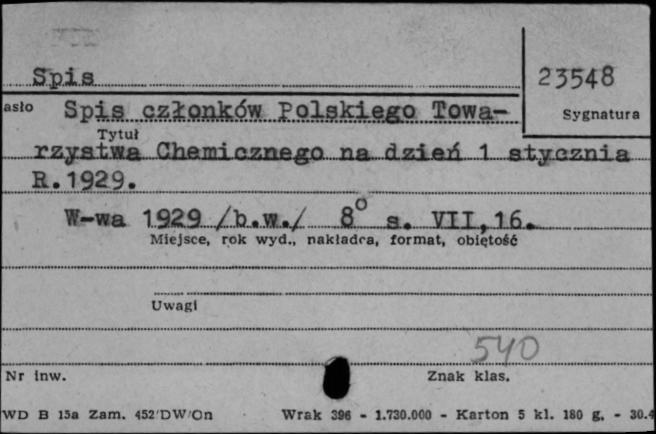 Spis
23548
asło
Sygnatura
Spis członków Polskiego Towa-
Tytuł
rzystwa Chemicznego na dzień 1 stycznia
R.1929.
W-wa 1929 /b.w./ 8° s. VII,16.
Miejsce, rok wyd., nakładca, format, objętość
Uwagi
540
Nr inw.
Znak klas.
WD B 15a Zam. 452/DW/On Wrak 396 - 1.730.000 - Karton 5 kl. 180 g. - 30.4